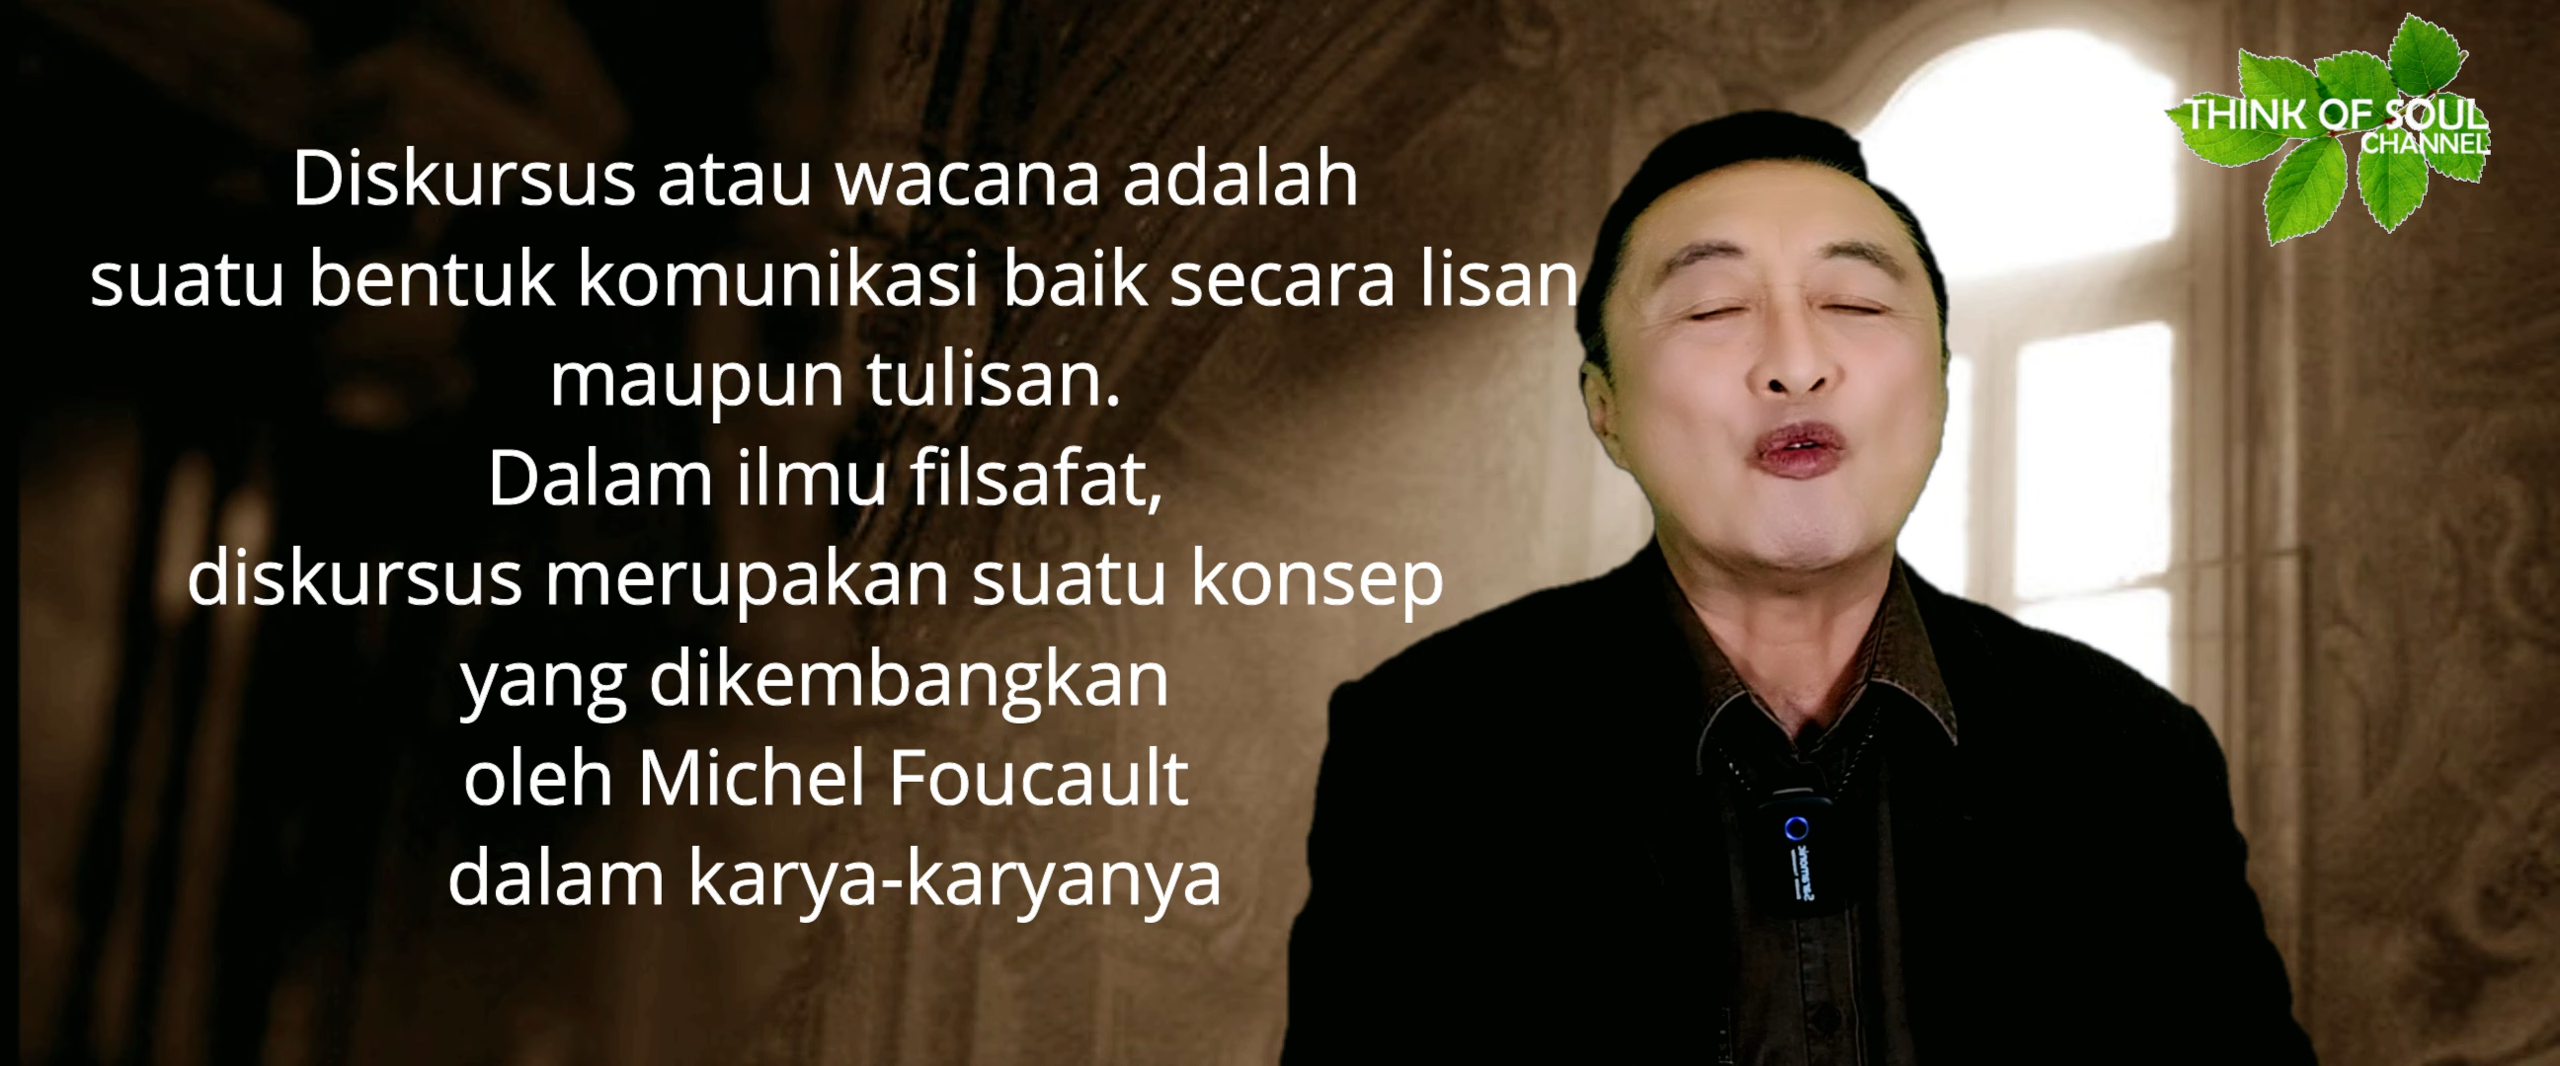 Diskursus atau wacana adalah
suatu bentuk komunikasi baik secara lisan
maupun tulisan.
Dalam ilmu filsafat,
diskursus merupakan suatu konsep
yang dikembangkan
oleh Michel Foucault
dalam karya-karyanya
THINK OF SOUL
CHANNEL